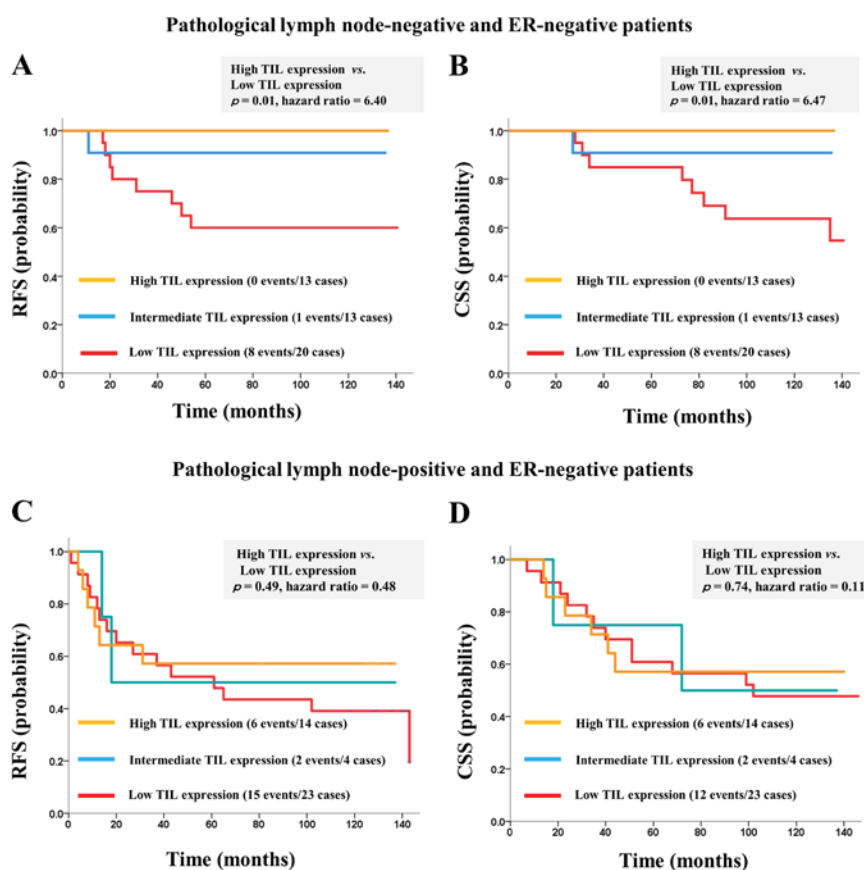 Pathological lymph node-negative and ER-negative patients
A
High TIL expression vs.
Low TIL expression
p = 0.01, hazard ratio = 6.40
RFS (probability)
1.0
0.8
0.6
0.4
0.2
0.0
High TIL expression (0 events/13 cases)
Intermediate TIL expression (1 events/13 cases)
Low TIL expression (8 events/20 cases)
0 20 40 60 80 100 120 140
Time (months)
B
High TIL expression vs.
Low TIL expression
p = 0.01, hazard ratio = 6.47
CSS (probability)
1.0
0.8
0.6
0.4
0.2
0.0
High TIL expression (0 events/13 cases)
Intermediate TIL expression (1 events/13 cases)
Low TIL expression (8 events/20 cases)
0 20 40 60 80 100 120 140
Time (months)
Pathological lymph node-positive and ER-negative patients
C
High TIL expression vs.
Low TIL expression
p = 0.49, hazard ratio = 0.48
RFS (probability)
1.0
0.8
0.6
0.4
0.2
0.0
High TIL expression (6 events/14 cases)
Intermediate TIL expression (2 events/4 cases)
Low TIL expression (15 events/23 cases)
0 20 40 60 80 100 120 140
Time (months)
D
High TIL expression vs.
Low TIL expression
p = 0.74, hazard ratio = 0.11
CSS (probability)
1.0
0.8
0.6
0.4
0.2
0.0
High TIL expression (6 events/14 cases)
Intermediate TIL expression (2 events/4 cases)
Low TIL expression (12 events/23 cases)
0 20 40 60 80 100 120 140
Time (months)